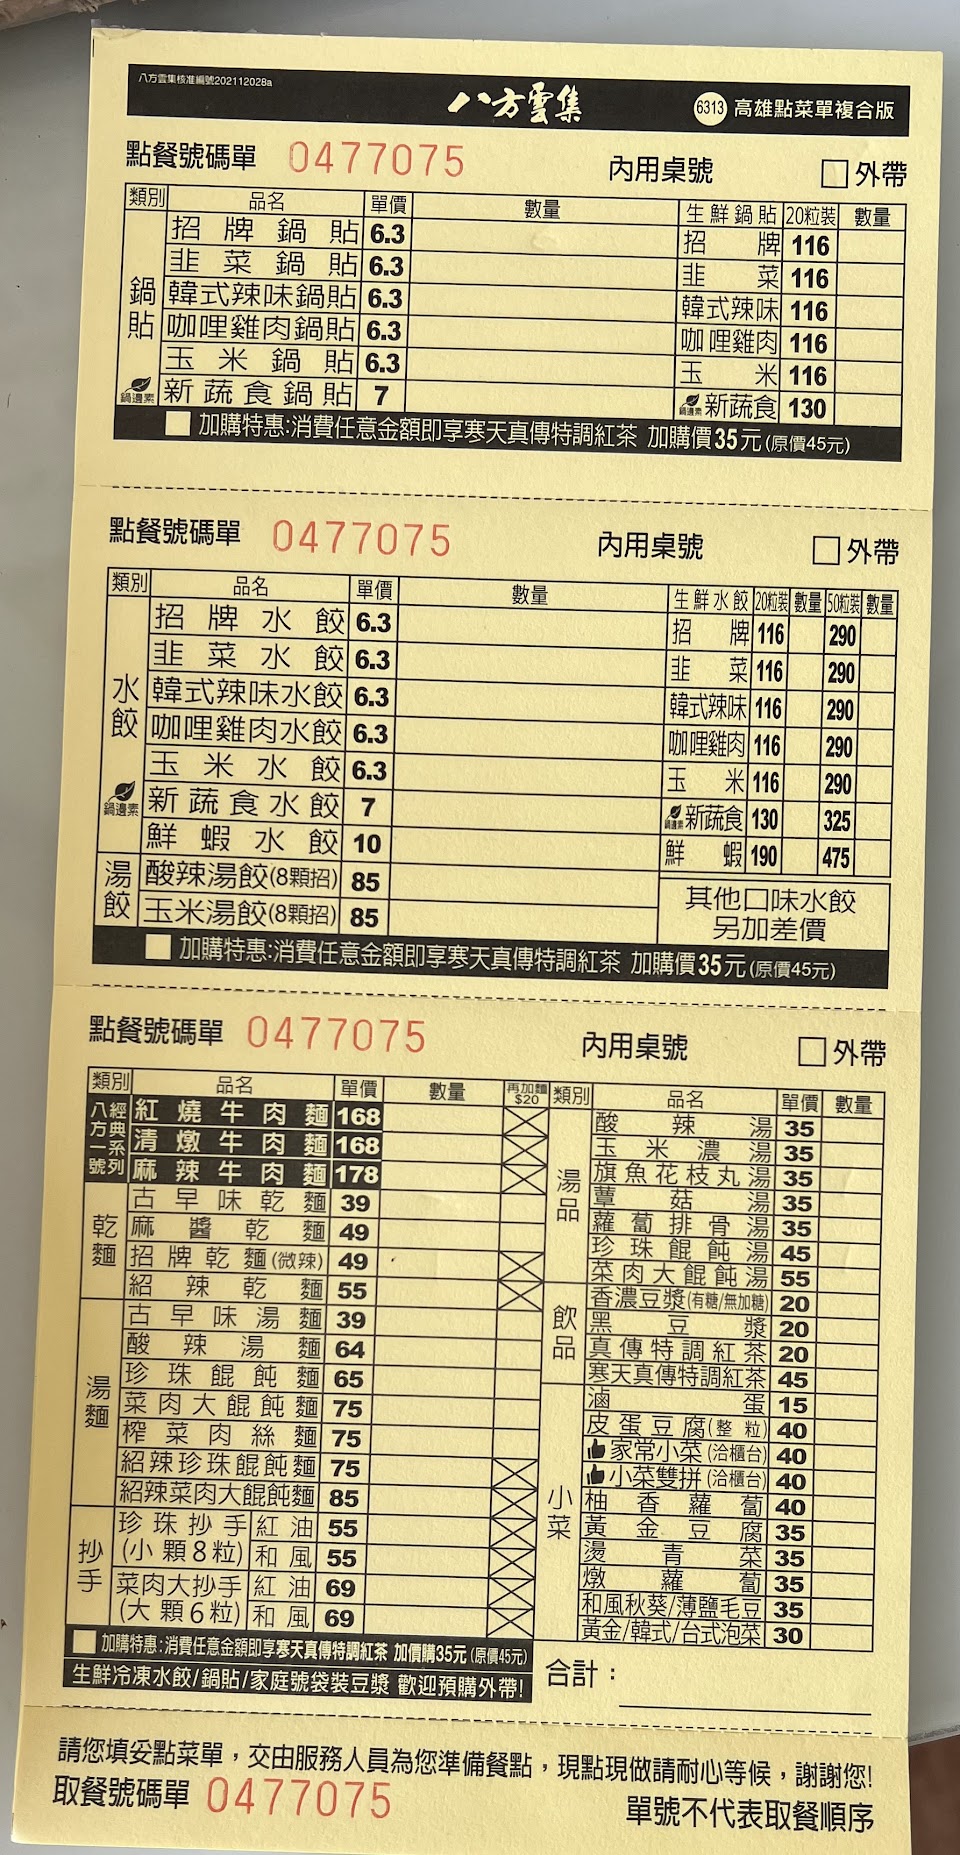 八方雲集核准編號202112028a
八方雲集
6313 高雄點菜單複合版
點餐號碼單 0477075 內用桌號 □外帶
類別 品名 單價 數量 生鮮鍋貼 20粒裝 數量
鍋貼
招牌鍋貼 6.3 招牌 116
韭菜鍋貼 6.3 韭菜 116
韓式辣味鍋貼 6.3 韓式辣味 116
咖哩雞肉鍋貼 6.3 咖哩雞肉 116
玉米鍋貼 6.3 玉米 116
鍋邊素 新蔬食鍋貼 7 鍋邊素 新蔬食 130
□ 加購特惠:消費任意金額即享寒天真傳特調紅茶 加購價35元(原價45元)
點餐號碼單 0477075 內用桌號 □外帶
類別 品名 單價 數量 生鮮水餃 20粒裝 數量 50粒裝 數量
水餃
招牌水餃 6.3 招牌 116 290
韭菜水餃 6.3 韭菜 116 290
韓式辣味水餃 6.3 韓式辣味 116 290
咖哩雞肉水餃 6.3 咖哩雞肉 116 290
玉米水餃 6.3 玉米 116 290
鍋邊素 新蔬食水餃 7 鍋邊素 新蔬食 130 325
鮮蝦水餃 10 鮮蝦 190 475
湯餃
酸辣湯餃(8顆招) 85
玉米湯餃(8顆招) 85
其他口味水餃
另加差價
□ 加購特惠:消費任意金額即享寒天真傳特調紅茶 加購價35元(原價45元)
點餐號碼單 0477075 內用桌號 □外帶
類別 品名 單價 數量 再加麵$20
八方一號 經典系列
紅燒牛肉麵 168
清燉牛肉麵 168
麻辣牛肉麵 178
乾麵
古早味乾麵 39
麻醬乾麵 49
招牌乾麵(微辣) 49
紹辣乾麵 55
湯麵
古早味湯麵 39
酸辣湯麵 64
珍珠餛飩麵 65
菜肉大餛飩麵 75
榨菜肉絲麵 75
紹辣珍珠餛飩麵 75
紹辣菜肉大餛飩麵 85
抄手
珍珠抄手(小顆8粒) 紅油 55
和風 55
菜肉大抄手(大顆6粒) 紅油 69
和風 69
□ 加購特惠:消費任意金額即享寒天真傳特調紅茶 加價購35元(原價45元)
生鮮冷凍水餃/鍋貼/家庭號袋裝豆漿 歡迎預購外帶!
類別 品名 單價 數量
湯品
酸辣湯 35
玉米濃湯 35
旗魚花枝丸湯 35
蕈菇湯 35
蘿蔔排骨湯 35
珍珠餛飩湯 45
菜肉大餛飩湯 55
飲品
香濃豆漿(有糖/無加糖) 20
黑豆漿 20
真傳特調紅茶 20
寒天真傳特調紅茶 45
小菜
滷蛋 15
皮蛋豆腐(整粒) 40
家常小菜(洽櫃台) 40
小菜雙拼(洽櫃台) 40
柚香蘿蔔 40
黃金豆腐 35
燙青菜 35
燉蘿蔔 35
和風秋葵/薄鹽毛豆 35
黃金/韓式/台式泡菜 30
合計：
請您填妥點菜單，交由服務人員為您準備餐點，現點現做請耐心等候，謝謝您!
取餐號碼單 0477075 單號不代表取餐順序